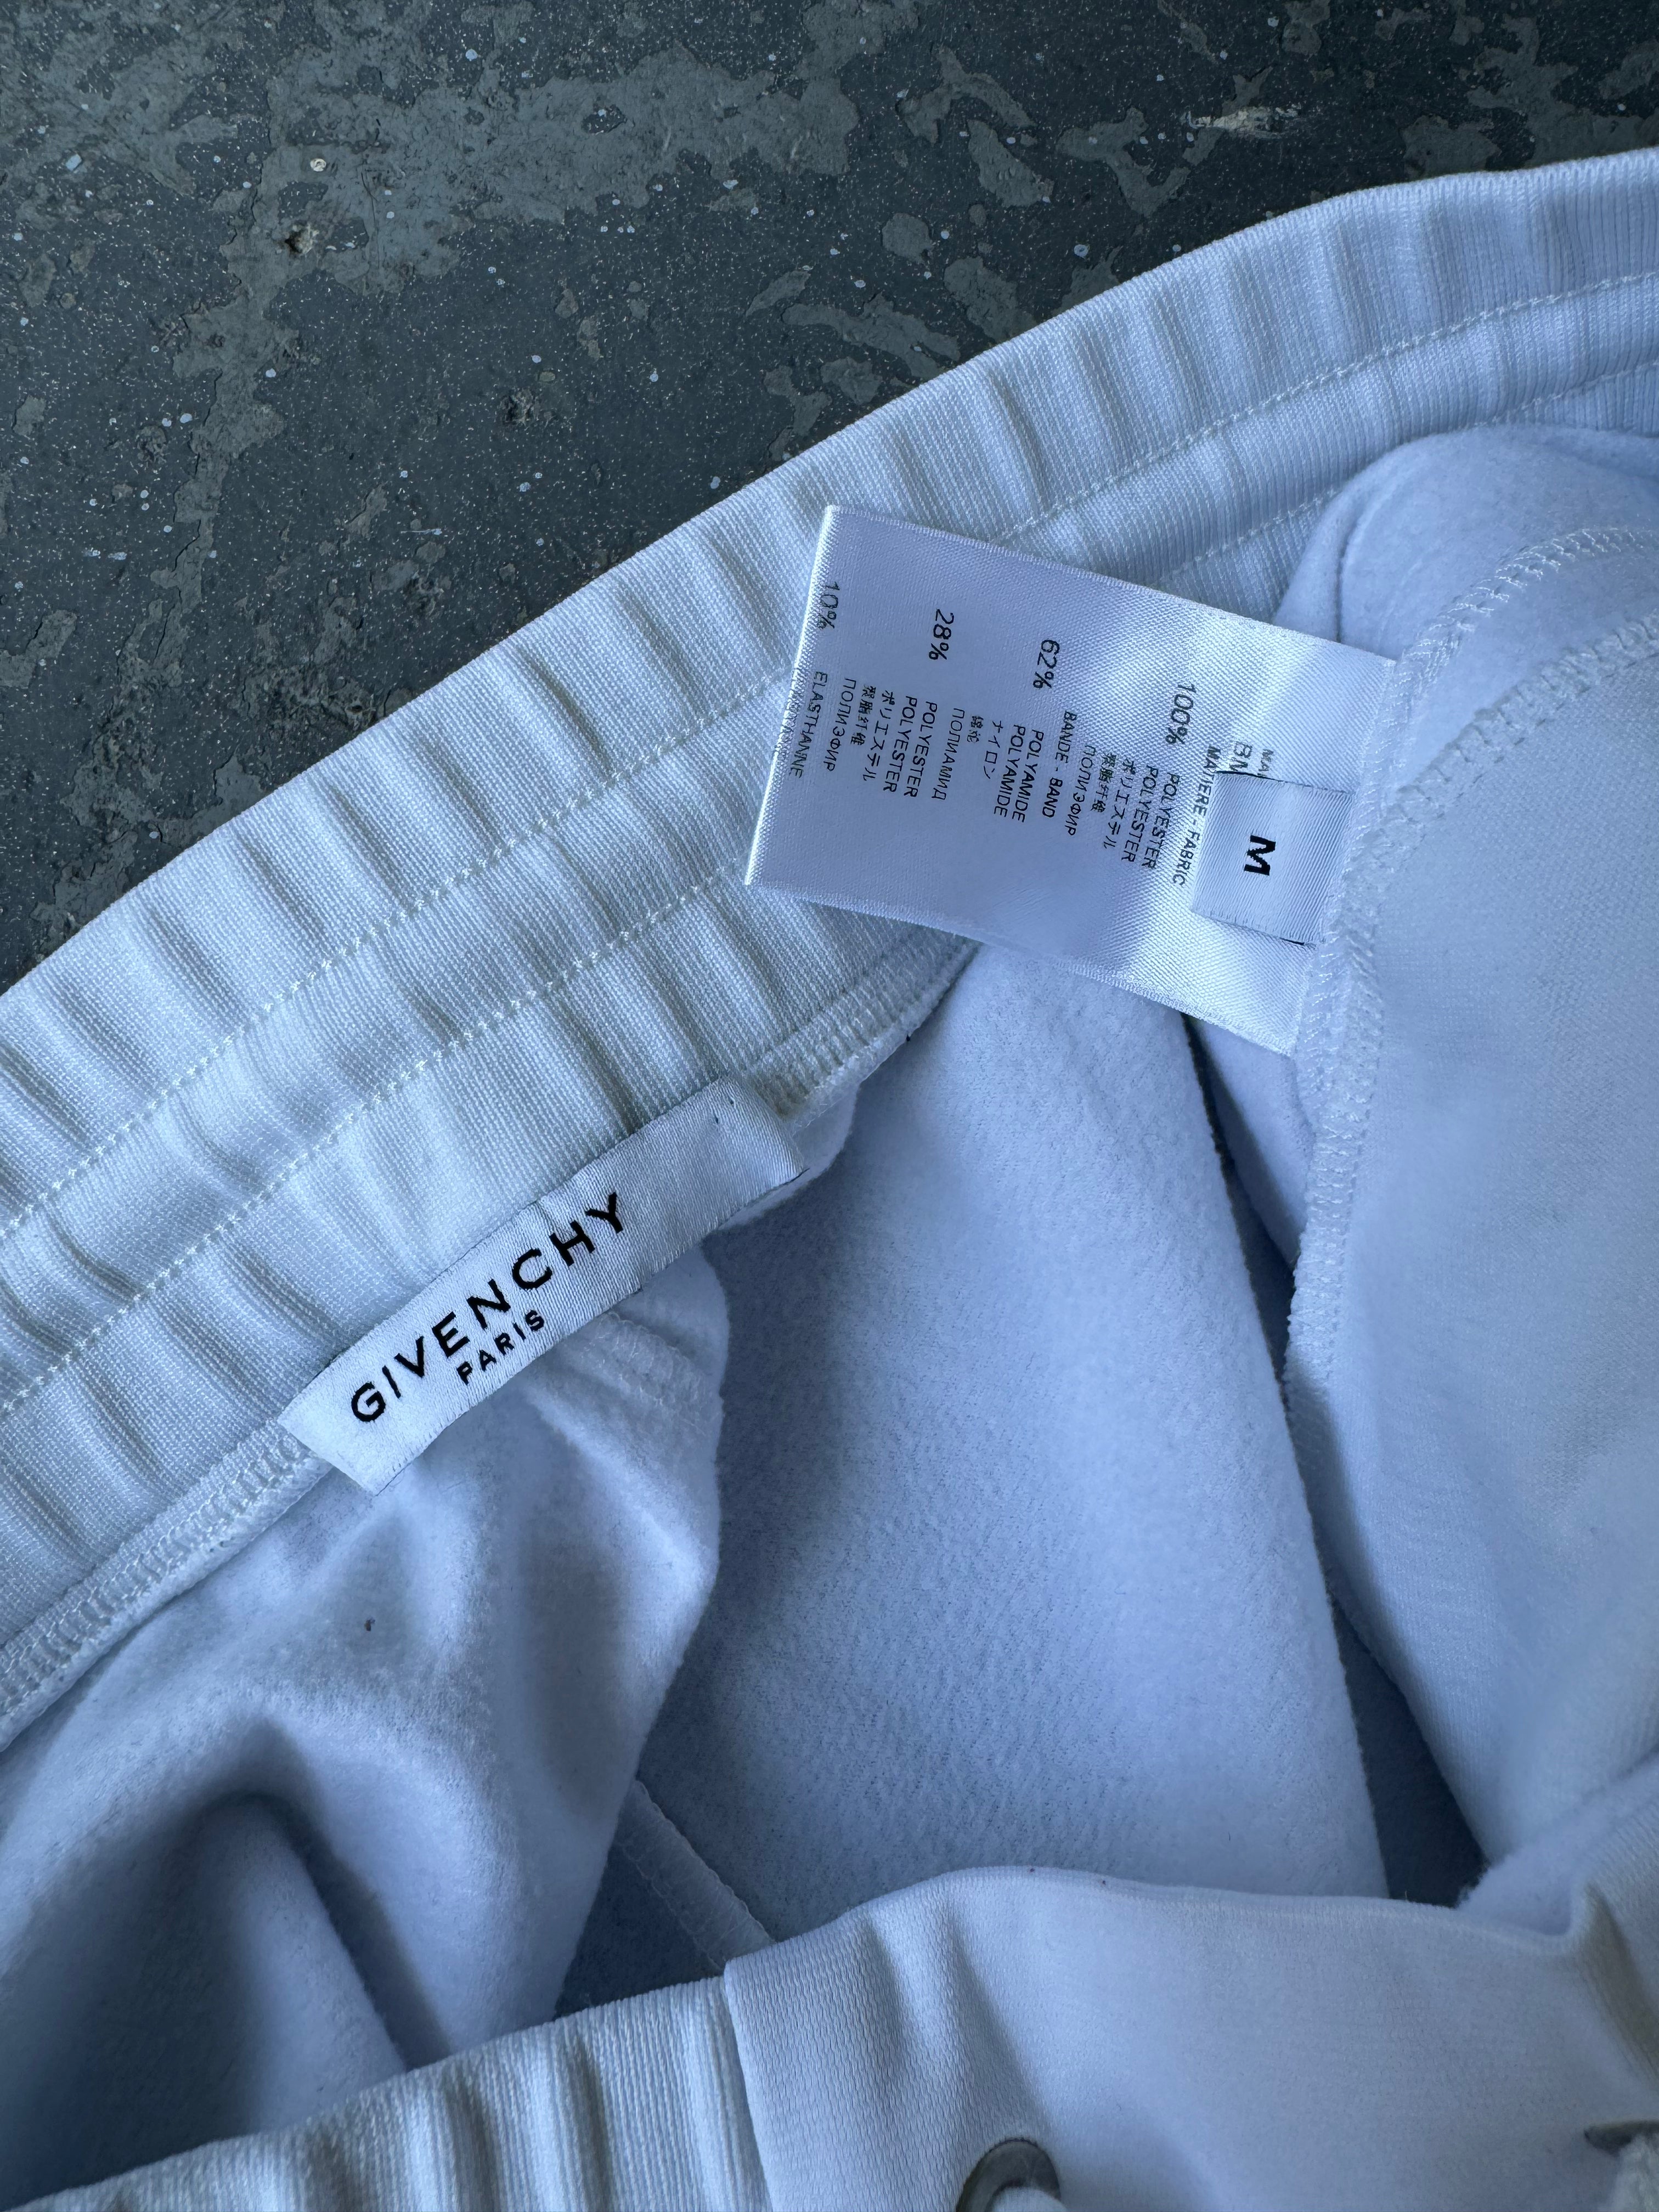 GIVENCHY
PARIS
M
MATIERE - FABRIC
100% POLYESTER
POLYESTER
ポリエステル
聚脂纤维
ПОЛИЭФИР
BANDE - BAND
62% POLYAMIDE
POLYAMIDE
ナイロン
锦纶
ПОЛИАМИД
28% POLYESTER
POLYESTER
ポリエステル
聚脂纤维
ПОЛИЭФИР
10% ELASTHANNE